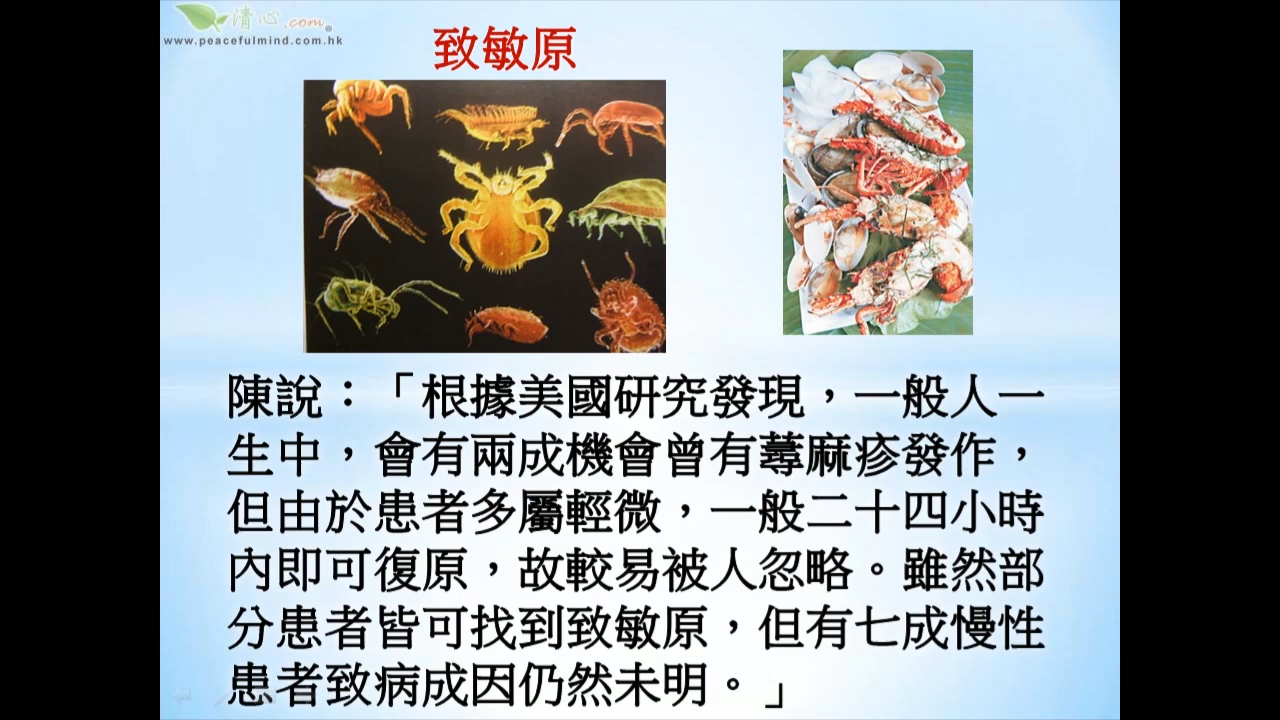 清心.com®
www.peacefulmind.com.hk
致敏原
陳說：「根據美國研究發現，一般人一
生中，會有兩成機會曾有蕁麻疹發作，
但由於患者多屬輕微，一般二十四小時
內即可復原，故較易被人忽略。雖然部
分患者皆可找到致敏原，但有七成慢性
患者致病成因仍然未明。」